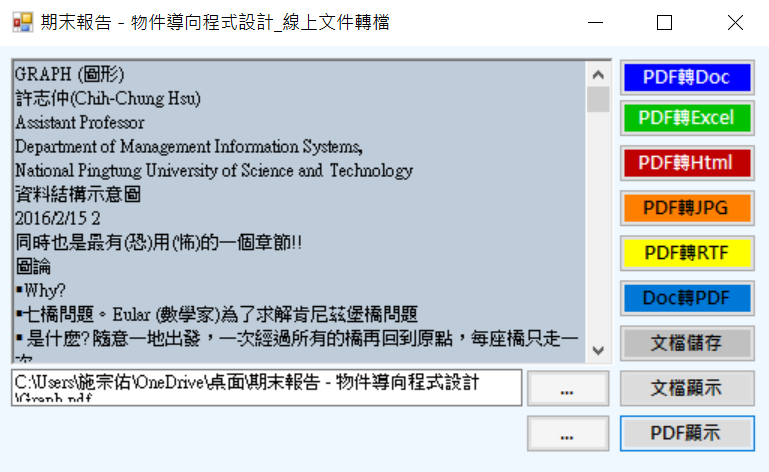 期末報告 - 物件導向程式設計_線上文件轉檔
GRAPH (圖形)
許志仲(Chih-Chung Hsu)
Assistant Professor
Department of Management Information Systems,
National Pingtung University of Science and Technology
資料結構示意圖
2016/2/15 2
同時也是最有(恐)用(怖)的一個章節!!
圖論
▪Why?
▪七橋問題。Eular (數學家)為了求解肯尼茲堡橋問題
▪ 是什麼? 隨意一地出發，一次經過所有的橋再回到原點，每座橋只走一
次
PDF轉Doc
PDF轉Excel
PDF轉Html
PDF轉JPG
PDF轉RTF
Doc轉PDF
文檔儲存
C:\Users\施宗佑\OneDrive\桌面\期末報告 - 物件導向程式設計
\Graph.pdf
...
文檔顯示
...
PDF顯示